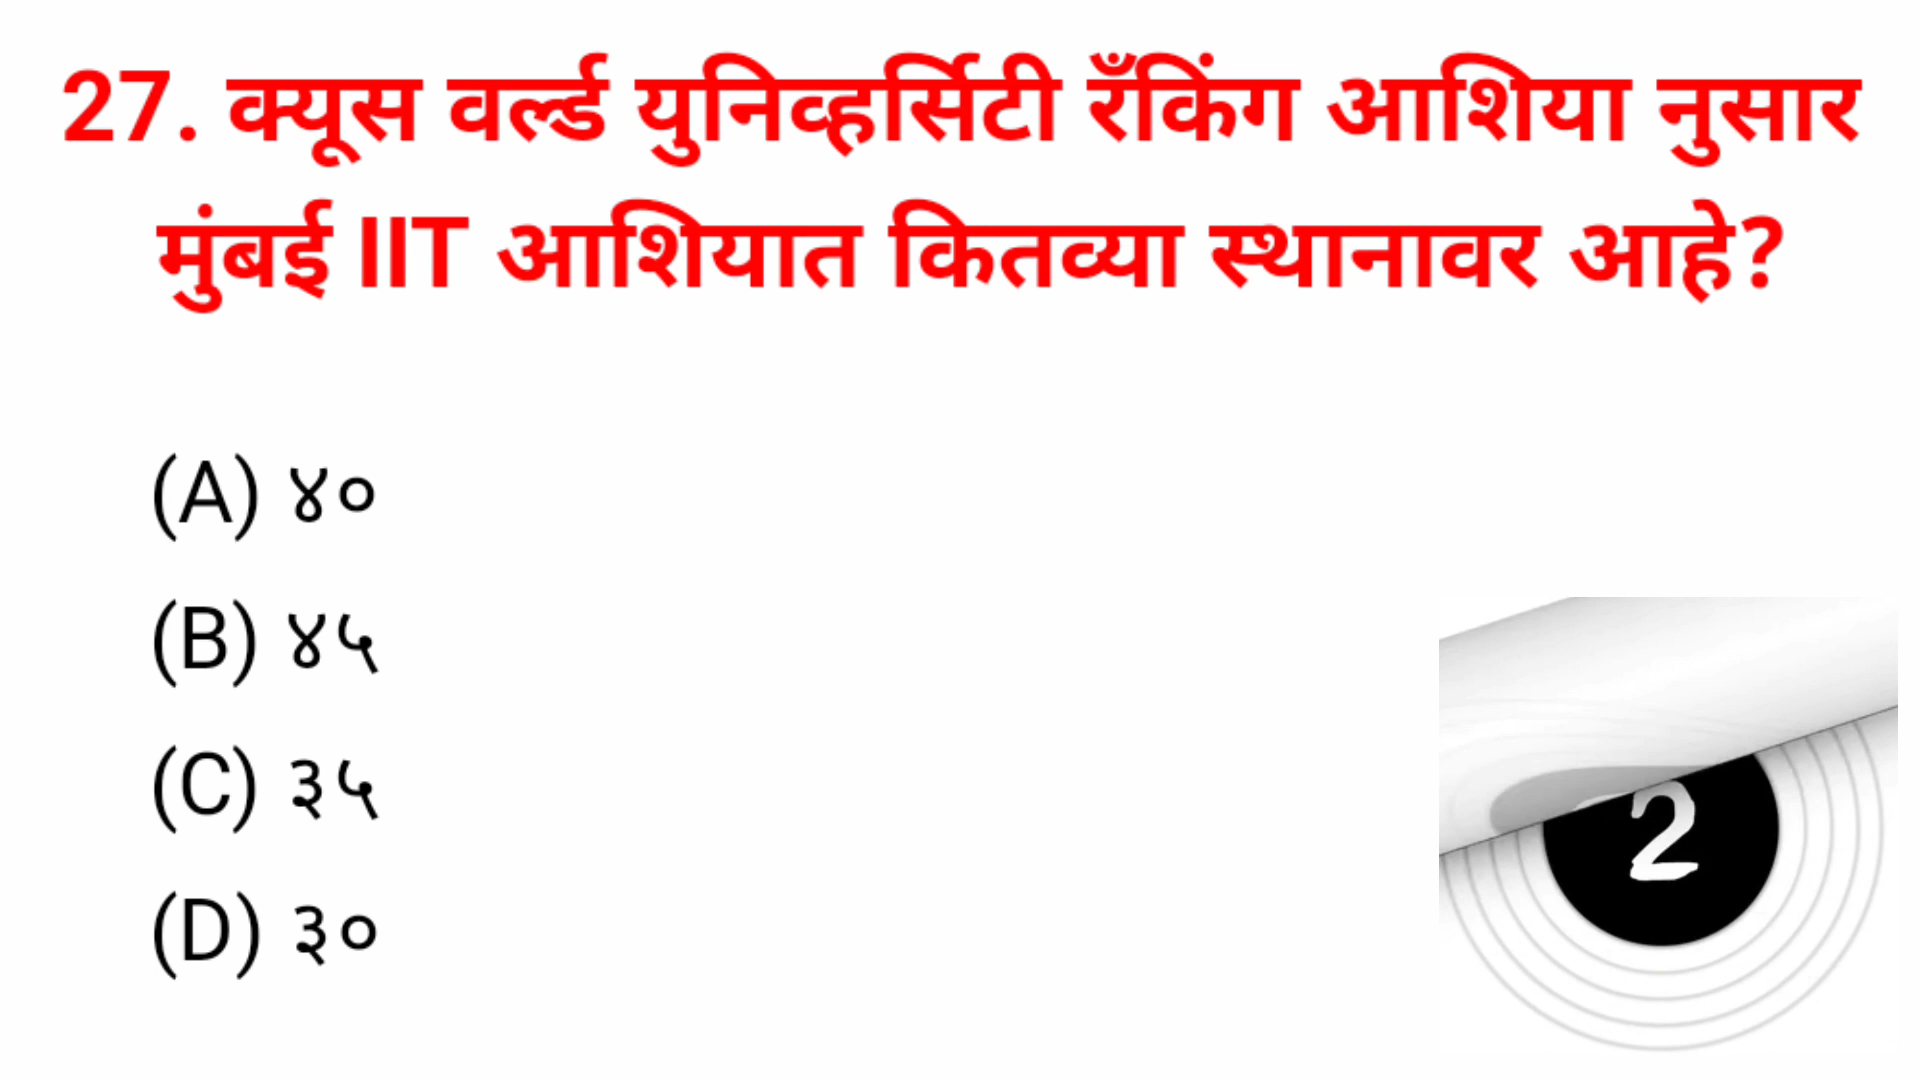 27. क्यूस वर्ल्ड युनिव्हर्सिटी रँकिंग आशिया नुसार
मुंबई IIT आशियात कितव्या स्थानावर आहे?
(A) ४०
(B) ४५
(C) ३५
(D) ३०
2